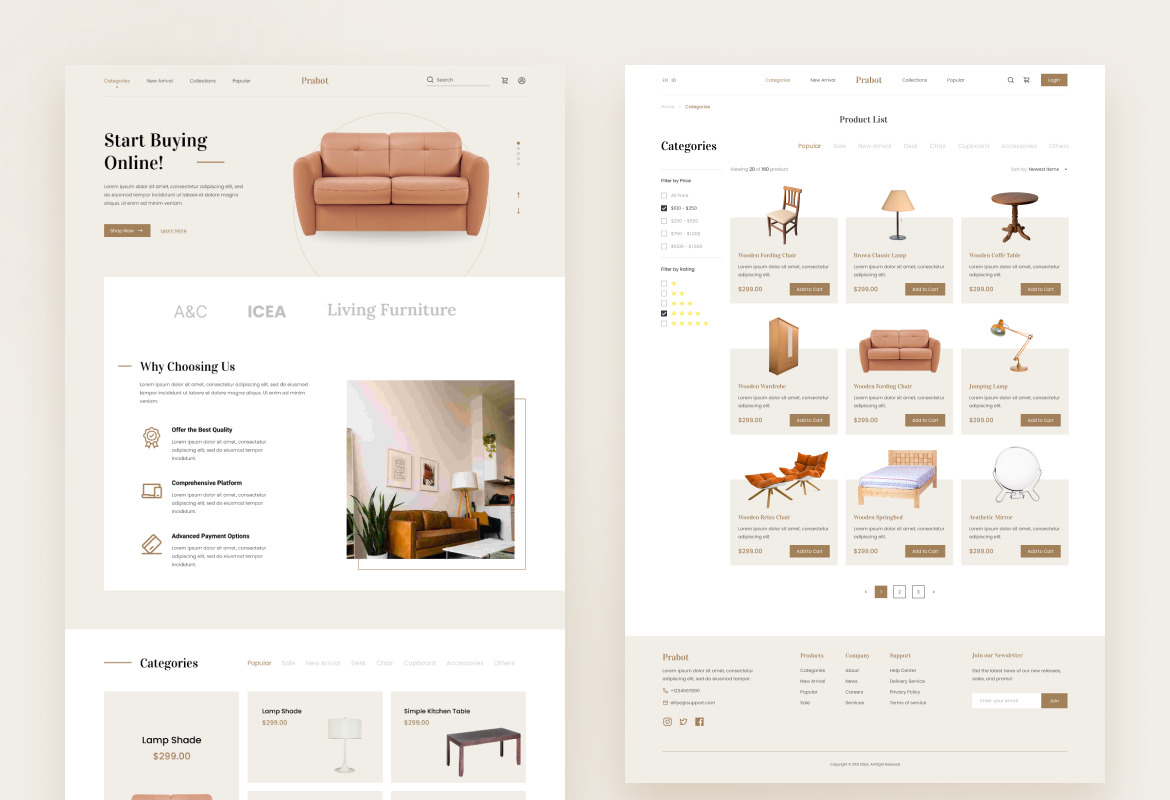 Categories
New Arrival
Collections
Popular
Prabot
Search
Start Buying
Online!
Lorem ipsum dolor sit amet, consectetur adipiscing elit, sed
do eiusmod tempor incididunt ut labore et dolore magna
aliqua. Ut enim ad minim veniam.
Shop Now
Learn More
A&C
ICEA
Living Furniture
Why Choosing Us
Lorem ipsum dolor sit amet, consectetur adipiscing elit, sed do eiusmod
tempor incididunt ut labore et dolore magna aliqua. Ut enim ad minim
veniam.
Offer the Best Quality
Lorem ipsum dolor sit amet, consectetur
adipiscing elit, sed do eiusmod tempor
incididunt.
Comprehensive Platform
Lorem ipsum dolor sit amet, consectetur
adipiscing elit, sed do eiusmod tempor
incididunt.
Advanced Payment Options
Lorem ipsum dolor sit amet, consectetur
adipiscing elit, sed do eiusmod tempor
incididunt.
Categories
Popular
Sale
New Arrival
Desk
Chair
Cupboard
Accessories
Others
Lamp Shade
$299.00
Lamp Shade
$299.00
Simple Kitchen Table
$299.00
EN ID
Categories
New Arrival
Prabot
Collections
Popular
Login
Home
Categories
Product List
Categories
Popular
Sale
New Arrival
Desk
Chair
Cupboard
Accessories
Others
Viewing 20 of 160 product
Sort by: Newest Items
Filter by Price
All Price
$100 - $250
$250 - $500
$750 - $1.000
Filter by Rating
Wooden Fording Chair
Lorem ipsum dolor sit amet, consectetur
adipiscing elit.
$299.00
Add to Cart
Brown Classic Lamp
Lorem ipsum dolor sit amet, consectetur
adipiscing elit.
$299.00
Add to Cart
Wooden Coffe Table
Lorem ipsum dolor sit amet, consectetur
adipiscing elit.
$299.00
Add to Cart
Wooden Wardrobe
Lorem ipsum dolor sit amet, consectetur
adipiscing elit.
$299.00
Add to Cart
Wooden Fording Chair
Lorem ipsum dolor sit amet, consectetur
adipiscing elit.
$299.00
Add to Cart
Jumping Lamp
Lorem ipsum dolor sit amet, consectetur
adipiscing elit.
$299.00
Add to Cart
Wooden Relax Chair
Lorem ipsum dolor sit amet, consectetur
adipiscing elit.
$299.00
Add to Cart
Wooden Springbed
Lorem ipsum dolor sit amet, consectetur
adipiscing elit.
$299.00
Add to Cart
Aesthetic Mirror
Lorem ipsum dolor sit amet, consectetur
adipiscing elit.
$299.00
Add to Cart
1
2
3
Prabot
Lorem ipsum dolor sit amet, consectetur
adipiscing elit, sed do eiusmod tempor.
+1234567890
Products
Categories
New Arrival
Popular
Sale
Company
About
News
Careers
Services
Support
Help Center
Delivery Service
Privacy Policy
Terms of service
Join our Newsletter
Get the latest news of our new releases,
sales, and promo!
Enter your email
Join